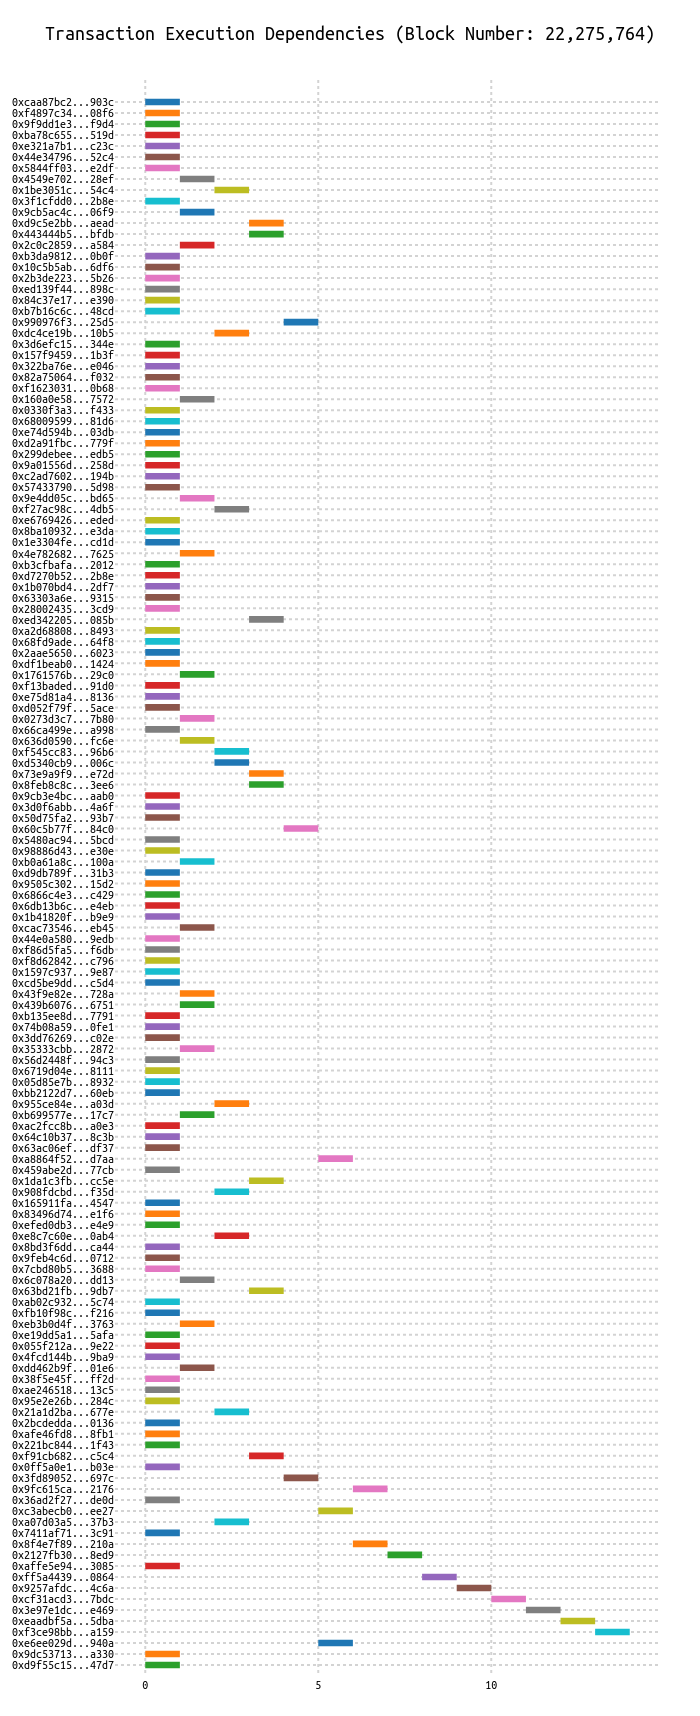 Transaction Execution Dependencies (Block Number: 22,275,764)
0xcaa87bc2...903c
0xf4897c34...08f6
0x9f9dd1e3...f9d4
0xba78c655...519d
0xe321a7b1...c23c
0x44e34796...52c4
0x5844ff03...e2df
0x4549e702...28ef
0x1be3051c...54c4
0x3f1cfdd0...2b8e
0x9cb5ac4c...06f9
0xd9c5e2bb...aead
0x443444b5...bfdb
0x2c0c2859...a584
0xb3da9812...0b0f
0x10c5b5ab...6df6
0x2b3de223...5b26
0xed139f44...898c
0x84c37e17...e390
0xb7b16c6c...48cd
0x990976f3...25d5
0xdc4ce19b...10b5
0x3d6efc15...344e
0x157f9459...1b3f
0x322ba76e...e046
0x82a75064...f032
0xf1623031...0b68
0x160a0e58...7572
0x0330f3a3...f433
0x68009599...81d6
0xe74d594b...03db
0xd2a91fbc...779f
0x299debee...edb5
0x9a01556d...258d
0xc2ad7602...194b
0x57433790...5d98
0x9e4dd05c...bd65
0xf27ac98c...4db5
0xe6769426...eded
0x8ba10932...e3da
0x1e3304fe...cd1d
0x4e782682...7625
0xb3cfbafa...2012
0xd7270b52...2b8e
0x1b070bd4...2df7
0x63303a6e...9315
0x28002435...3cd9
0xed342205...085b
0xa2d68808...8493
0x68fd9ade...64f8
0x2aae5650...6023
0xdf1beab0...1424
0x1761576b...29c0
0xf13baded...91d0
0xe75d81a4...8136
0xd052f79f...5ace
0x0273d3c7...7b80
0x66ca499e...a998
0x636d0590...fc6e
0xf545cc83...96b6
0xd5340cb9...006c
0x73e9a9f9...e72d
0x8feb8c8c...3ee6
0x9cb3e4bc...aab0
0x3d0f6abb...4a6f
0x50d75fa2...93b7
0x60c5b77f...84c0
0x5480ac94...5bcd
0x98886d43...e30e
0xb0a61a8c...100a
0xd9db789f...31b3
0x9505c302...15d2
0x6866c4e3...c429
0x6db13b6c...e4eb
0x1b41820f...b9e9
0xcac73546...eb45
0x44e0a580...9edb
0xf86d5fa5...f6db
0xf8d62842...c796
0x1597c937...9e87
0xcd5be9dd...c5d4
0x43f9e82e...728a
0x439b6076...6751
0xb135ee8d...7791
0x74b08a59...0fe1
0x3dd76269...c02e
0x35333cbb...2872
0x56d2448f...94c3
0x6719d04e...8111
0x05d85e7b...8932
0xbb2122d7...60eb
0x955ce84e...a03d
0xb699577e...17c7
0xac2fcc8b...a0e3
0x64c10b37...8c3b
0x63ac06ef...df37
0xa8864f52...d7aa
0x459abe2d...77cb
0x1da1c3fb...cc5e
0x908fdcbd...f35d
0x165911fa...4547
0x83496d74...e1f6
0xefed0db3...e4e9
0xe8c7c60e...0ab4
0x8bd3f6dd...ca44
0x9feb4c6d...0712
0x7cbd80b5...3688
0x6c078a20...dd13
0x63bd21fb...9db7
0xab02c932...5c74
0xfb10f98c...f216
0xeb3b0d4f...3763
0xe19dd5a1...5afa
0x055f212a...9e22
0x4fcd144b...9ba9
0xdd462b9f...01e6
0x38f5e45f...ff2d
0xae246518...13c5
0x95e2e26b...284c
0x21a1d2ba...677e
0x2bcdedda...0136
0xafe46fd8...8fb1
0x221bc844...1f43
0xf91cb682...c5c4
0x0ff5a0e1...b03e
0x3fd89052...697c
0x9fc615ca...2176
0x36ad2f27...de0d
0xc3abecb0...ee27
0xa07d03a5...37b3
0x7411af71...3c91
0x8f4e7f89...210a
0x2127fb30...8ed9
0xaffe5e94...3085
0xff5a4439...0864
0x9257afdc...4c6a
0xcf31acd3...7bdc
0x3e97e1dc...e469
0xeaadbf5a...5dba
0xf3ce98bb...a159
0xe6ee029d...940a
0x9dc53713...a330
0xd9f55c15...47d7
0 5 10